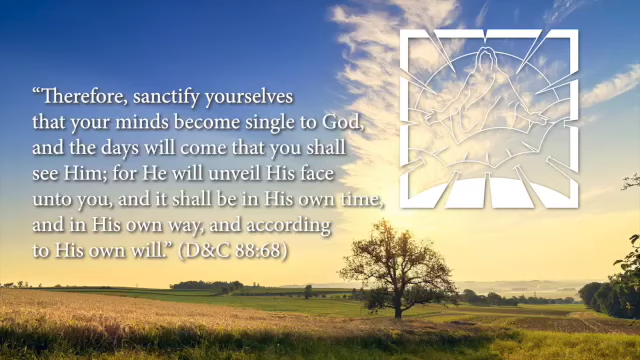 “Therefore, sanctify yourselves
that your minds become single to God,
and the days will come that you shall
see Him; for He will unveil His face
unto you, and it shall be in His own time,
and in His own way, and according
to His own will.” (D&C 88:68)